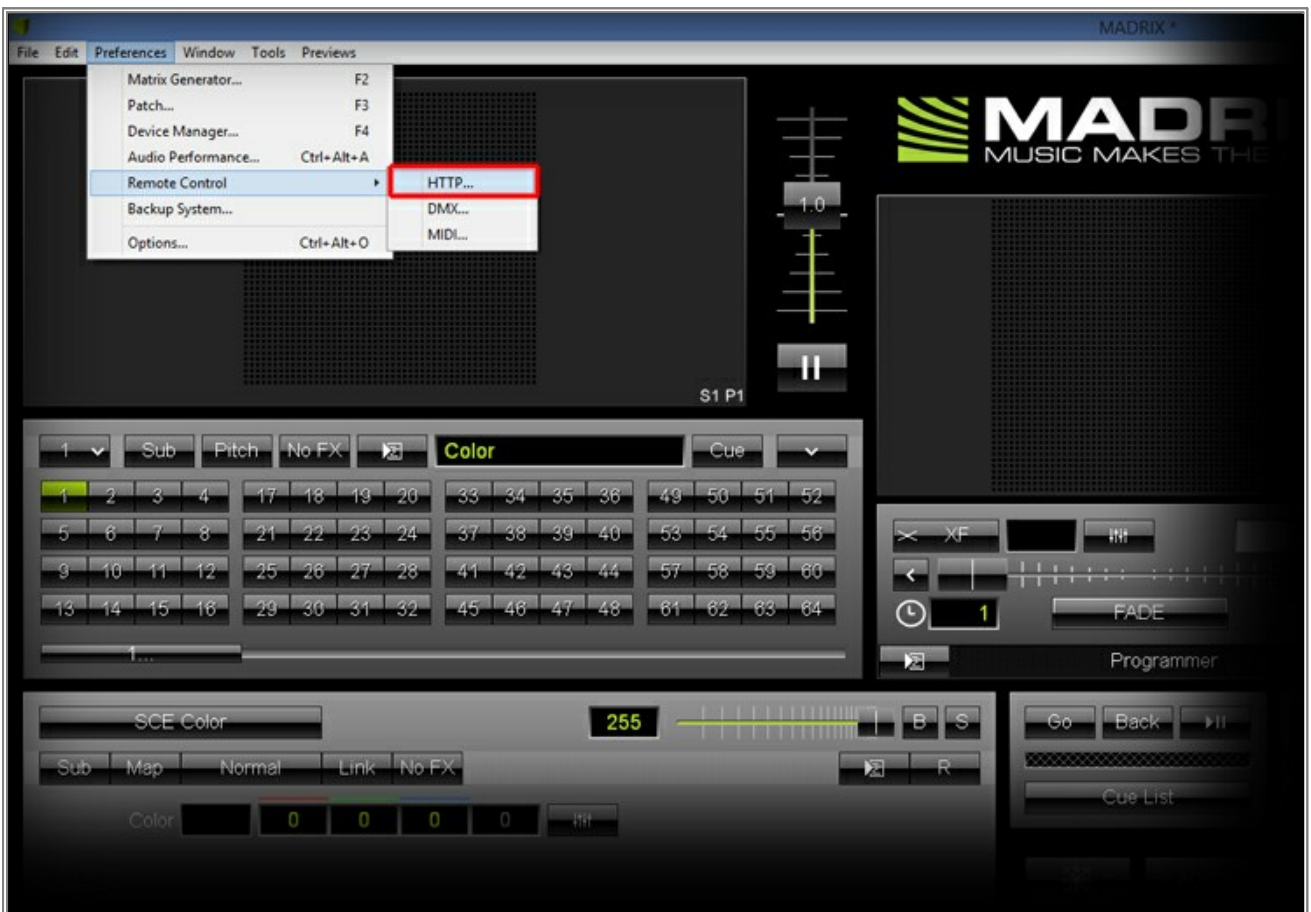 MADRIX *
File Edit Preferences Window Tools Previews
Matrix Generator... F2
Patch... F3
Device Manager... F4
Audio Performance... Ctrl+Alt+A
Remote Control
Backup System...
Options... Ctrl+Alt+O
HTTP...
DMX...
MIDI...
1.0
MADR
MUSIC MAKES THE
S1 P1
1 Sub Pitch No FX Color Cue
1 2 3 4 17 18 19 20 33 34 35 36 49 50 51 52
5 6 7 8 21 22 23 24 37 38 39 40 53 54 55 56
9 10 11 12 25 26 27 28 41 42 43 44 57 58 59 60
13 14 15 16 29 30 31 32 45 46 47 48 61 62 63 64
1...
XF
1 FADE
Programmer
SCE Color 255 B S
Sub Map Normal Link No FX R
Color 0 0 0 0
Go Back
Cue List